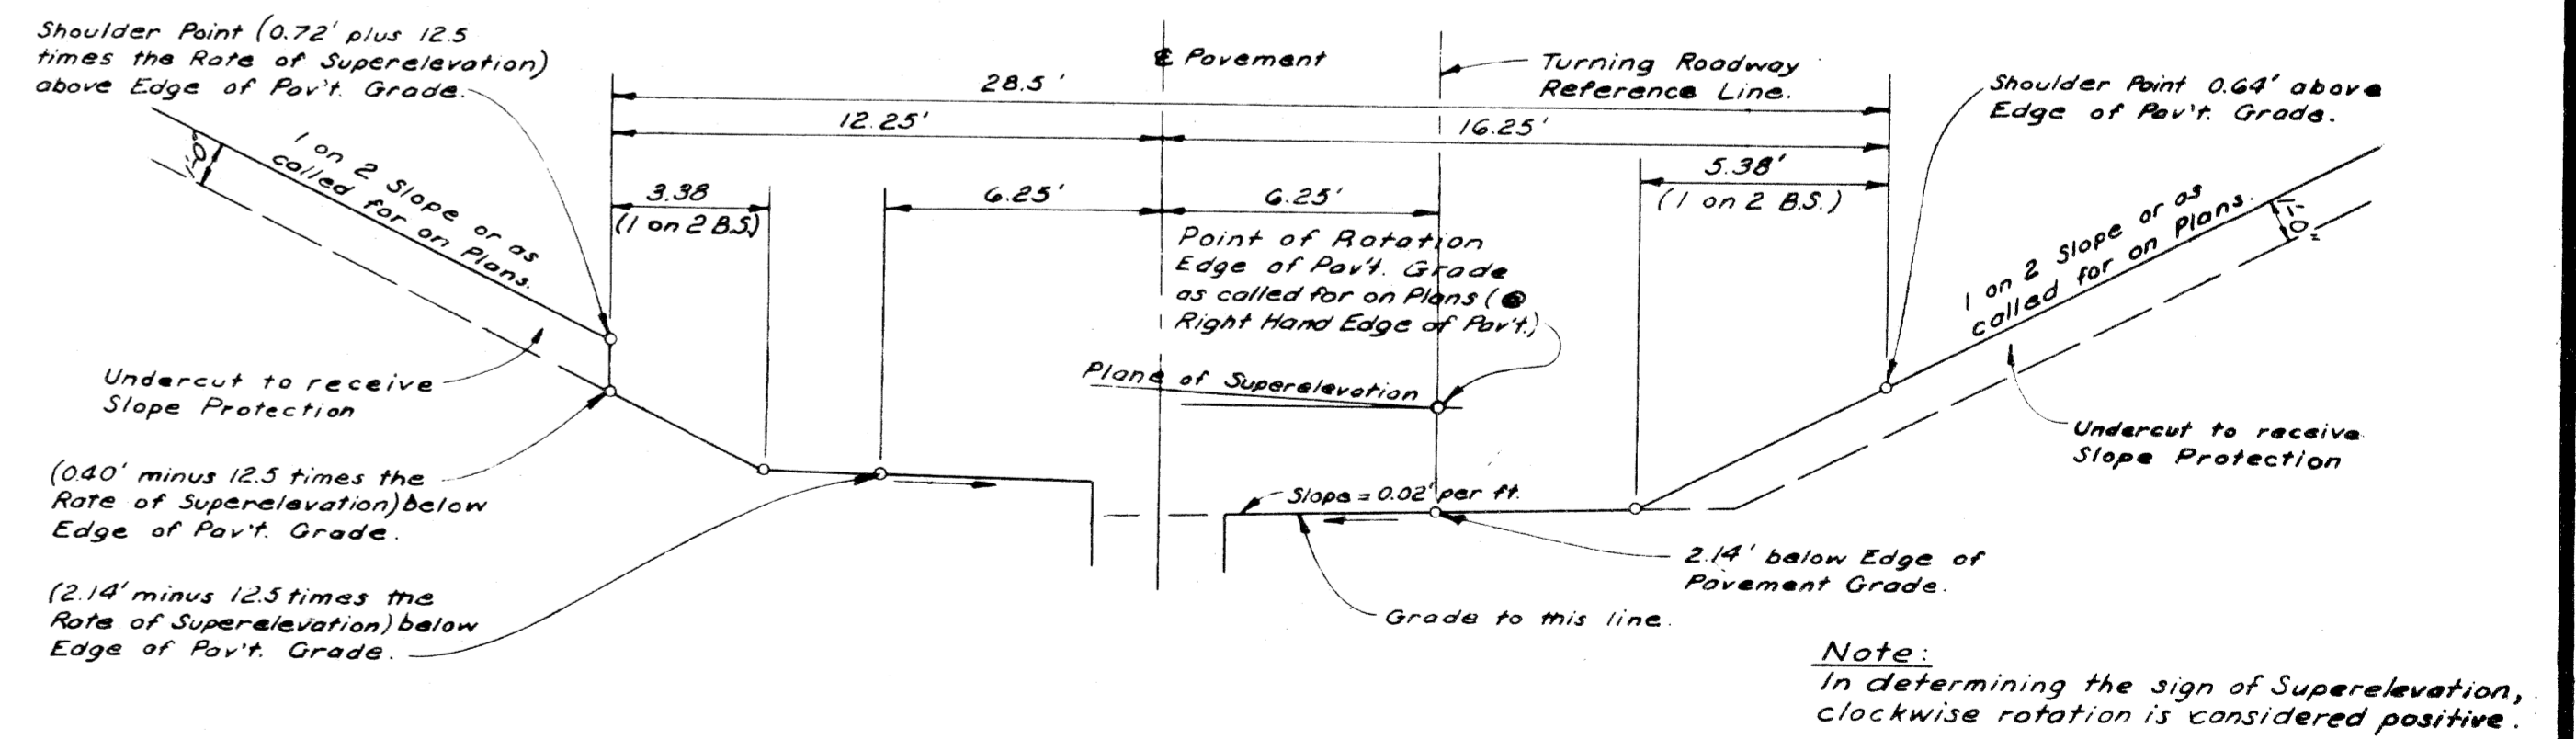 Shoulder Point (0.72' plus 12.5
times the Rate of Superelevation)
above Edge of Pav't. Grade.
℄ Pavement
Turning Roadway
Reference Line.
Shoulder Point 0.64' above
Edge of Pav't. Grade.
28.5'
12.25'
16.25'
5.38'
(1 on 2 B.S.)
3.38
(1 on 2 B.S.)
6.25'
6.25'
1'-0"
1 on 2 Slope or as
called for on Plans.
Point of Rotation
Edge of Pav't. Grade
as called for on Plans (@
Right Hand Edge of Pav't.)
1 on 2 Slope or as
called for on Plans.
1'-0"
Plane of Superelevation
Undercut to receive
Slope Protection
Undercut to receive
Slope Protection
(0.40' minus 12.5 times the
Rate of Superelevation) below
Edge of Pav't. Grade.
Slope = 0.02' per ft.
2.14' below Edge of
Pavement Grade.
(2.14' minus 12.5 times the
Rate of Superelevation) below
Edge of Pav't. Grade.
Grade to this line.
Note:
In determining the sign of Superelevation,
clockwise rotation is considered positive.